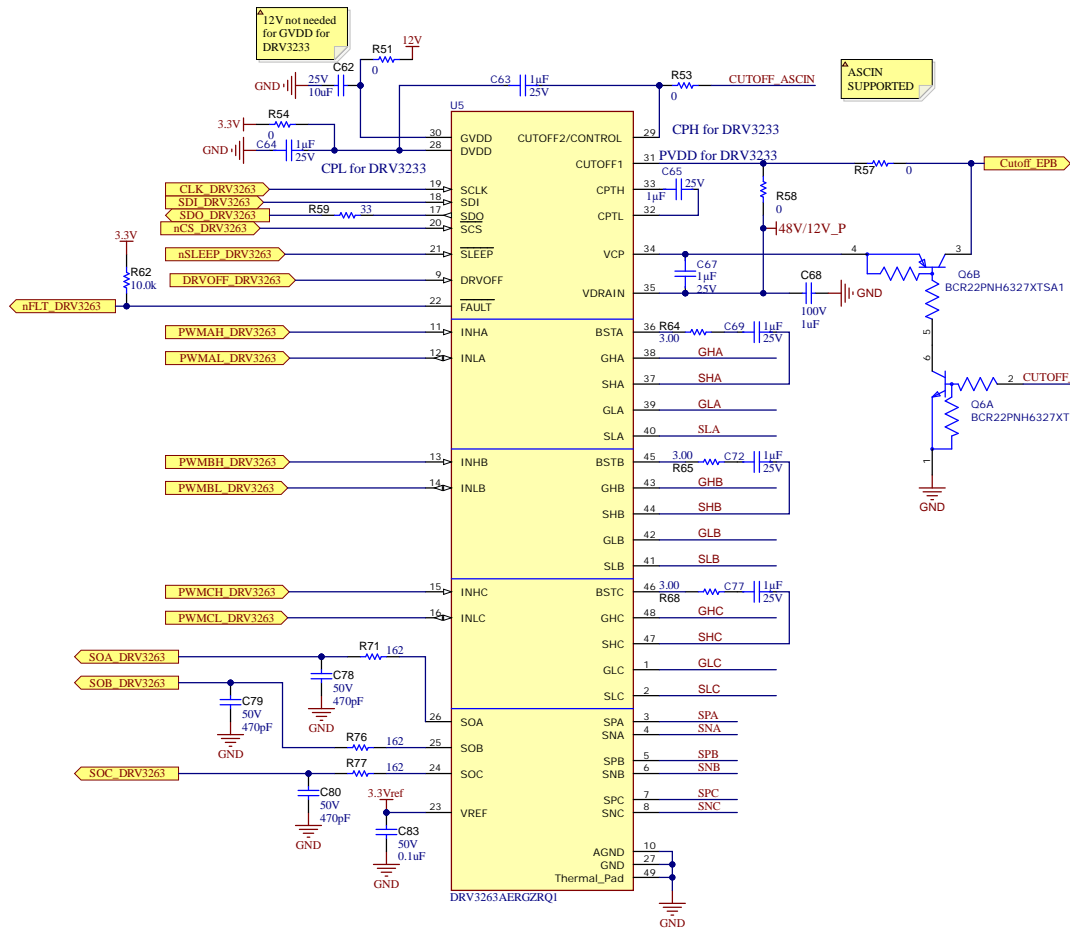 12V not needed
for GVDD for
DRV3233
R51
0
12V
C62
25V
10uF
GND
C63
1µF
25V
R53
0
CUTOFF_ASCIN
ASCIN
SUPPORTED
U5
R54
0
3.3V
C64
1µF
25V
GND
CPL for DRV3233
CPH for DRV3233
PVDD for DRV3233
30
GVDD
28
DVDD
CUTOFF2/CONTROL
29
CUTOFF1
31
R57
0
Cutoff_EPB
CLK_DRV3263
19
SCLK
SDI_DRV3263
18
SDI
SDO_DRV3263
R59
33
17
SDO
nCS_DRV3263
20
SCS
CPTH
33
C65
25V
1µF
CPTL
32
R58
0
48V/12V_P
3.3V
R62
10.0k
nSLEEP_DRV3263
21
SLEEP
DRVOFF_DRV3263
9
DRVOFF
nFLT_DRV3263
22
FAULT
VCP
34
C67
1µF
25V
VDRAIN
35
C68
100V
1uF
GND
4
3
Q6B
BCR22PNH6327XTSA1
5
6
2
CUTOFF_
Q6A
BCR22PNH6327XT
1
GND
PWMAH_DRV3263
11
INHA
PWMAL_DRV3263
12
INLA
BSTA
36
R64
3.00
C69
1µF
25V
GHA
38
GHA
SHA
37
SHA
GLA
39
GLA
SLA
40
SLA
PWMBH_DRV3263
13
INHB
PWMBL_DRV3263
14
INLB
BSTB
45
3.00
R65
C72
1µF
25V
GHB
43
GHB
SHB
44
SHB
GLB
42
GLB
SLB
41
SLB
PWMCH_DRV3263
15
INHC
PWMCL_DRV3263
16
INLC
BSTC
46
3.00
R68
C77
1µF
25V
GHC
48
GHC
SHC
47
SHC
GLC
1
GLC
SLC
2
SLC
SOA_DRV3263
R71
162
C78
50V
470pF
GND
26
SOA
SOB_DRV3263
C79
50V
470pF
GND
R76
162
25
SOB
SOC_DRV3263
R77
162
24
SOC
C80
50V
470pF
GND
3.3Vref
23
VREF
C83
50V
0.1uF
GND
SPA
3
SPA
SNA
4
SNA
SPB
5
SPB
SNB
6
SNB
SPC
7
SPC
SNC
8
SNC
AGND
10
GND
27
Thermal_Pad
49
GND
DRV3263AERGZRQ1